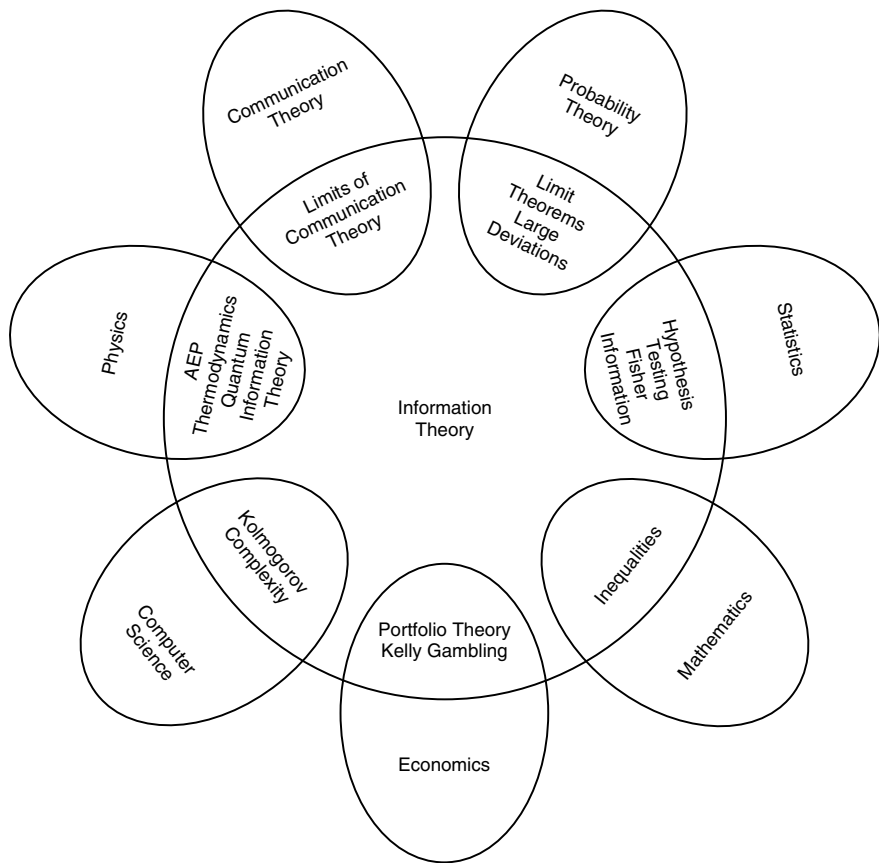 Communication
Theory
Probability
Theory
Limits of
Communication
Theory
Limit
Theorems
Large
Deviations
Physics
AEP
Thermodynamics
Quantum
Information
Theory
Hypothesis
Testing
Fisher
Information
Statistics
Information
Theory
Kolmogorov
Complexity
Computer
Science
Portfolio Theory
Kelly Gambling
Economics
Inequalities
Mathematics